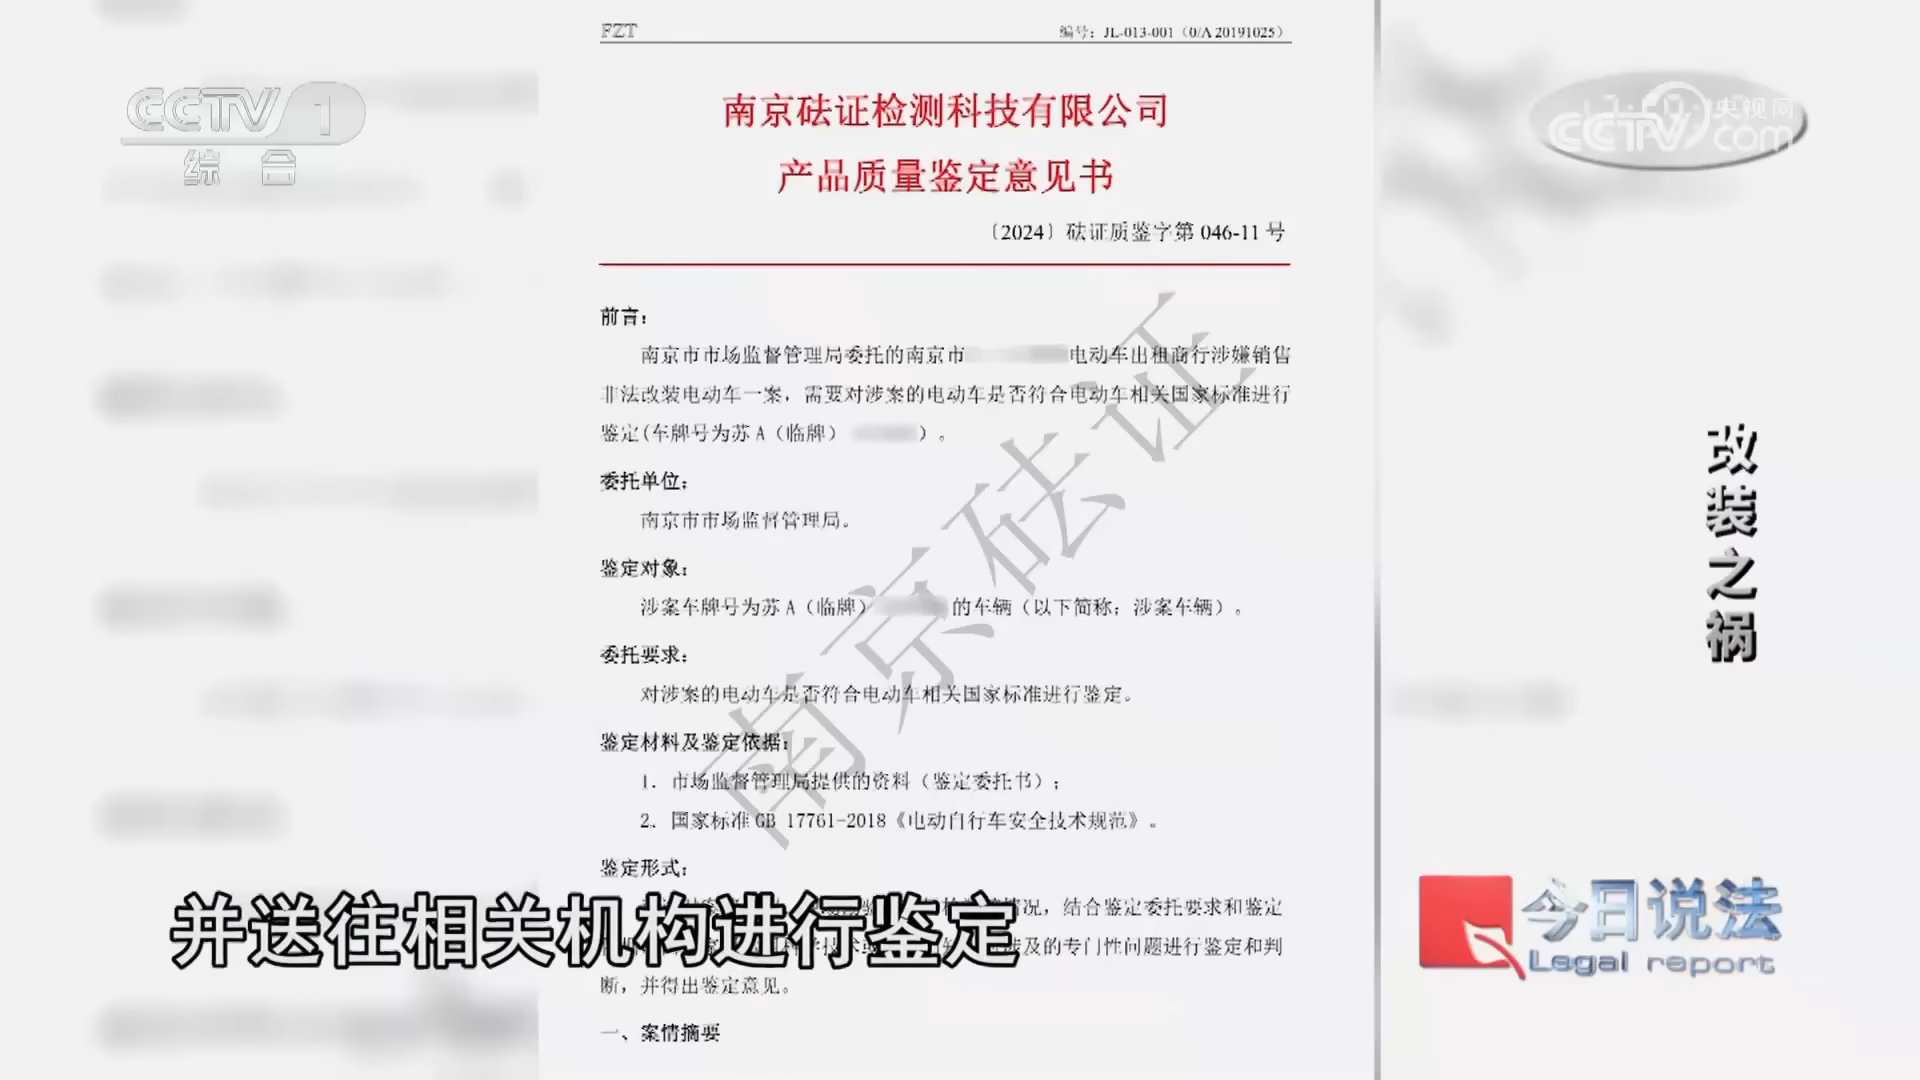 FZT
编号：JL-013-001（0/A 20191025）
CCTV 1
综 合
CCTV 央视网
com
南京砝证检测科技有限公司
产品质量鉴定意见书
〔2024〕砝证质鉴字第 046-11 号
前言：
南京市市场监督管理局委托的南京市 电动车出租商行涉嫌销售
非法改装电动车一案，需要对涉案的电动车是否符合电动车相关国家标准进行
鉴定(车牌号为苏 A（临牌） ）。
委托单位：
南京市市场监督管理局。
鉴定对象：
涉案车牌号为苏 A（临牌） 的车辆（以下简称：涉案车辆）。
委托要求：
对涉案的电动车是否符合电动车相关国家标准进行鉴定。
鉴定材料及鉴定依据：
1. 市场监督管理局提供的资料（鉴定委托书）；
2. 国家标准 GB 17761-2018《电动自行车安全技术规范》。
鉴定形式：
情况，结合鉴定委托要求和鉴定
涉及的专门性问题进行鉴定和判
断，并得出鉴定意见。
一、案情摘要
南京砝证
改装之祸
并送往相关机构进行鉴定
今日说法
Legal report